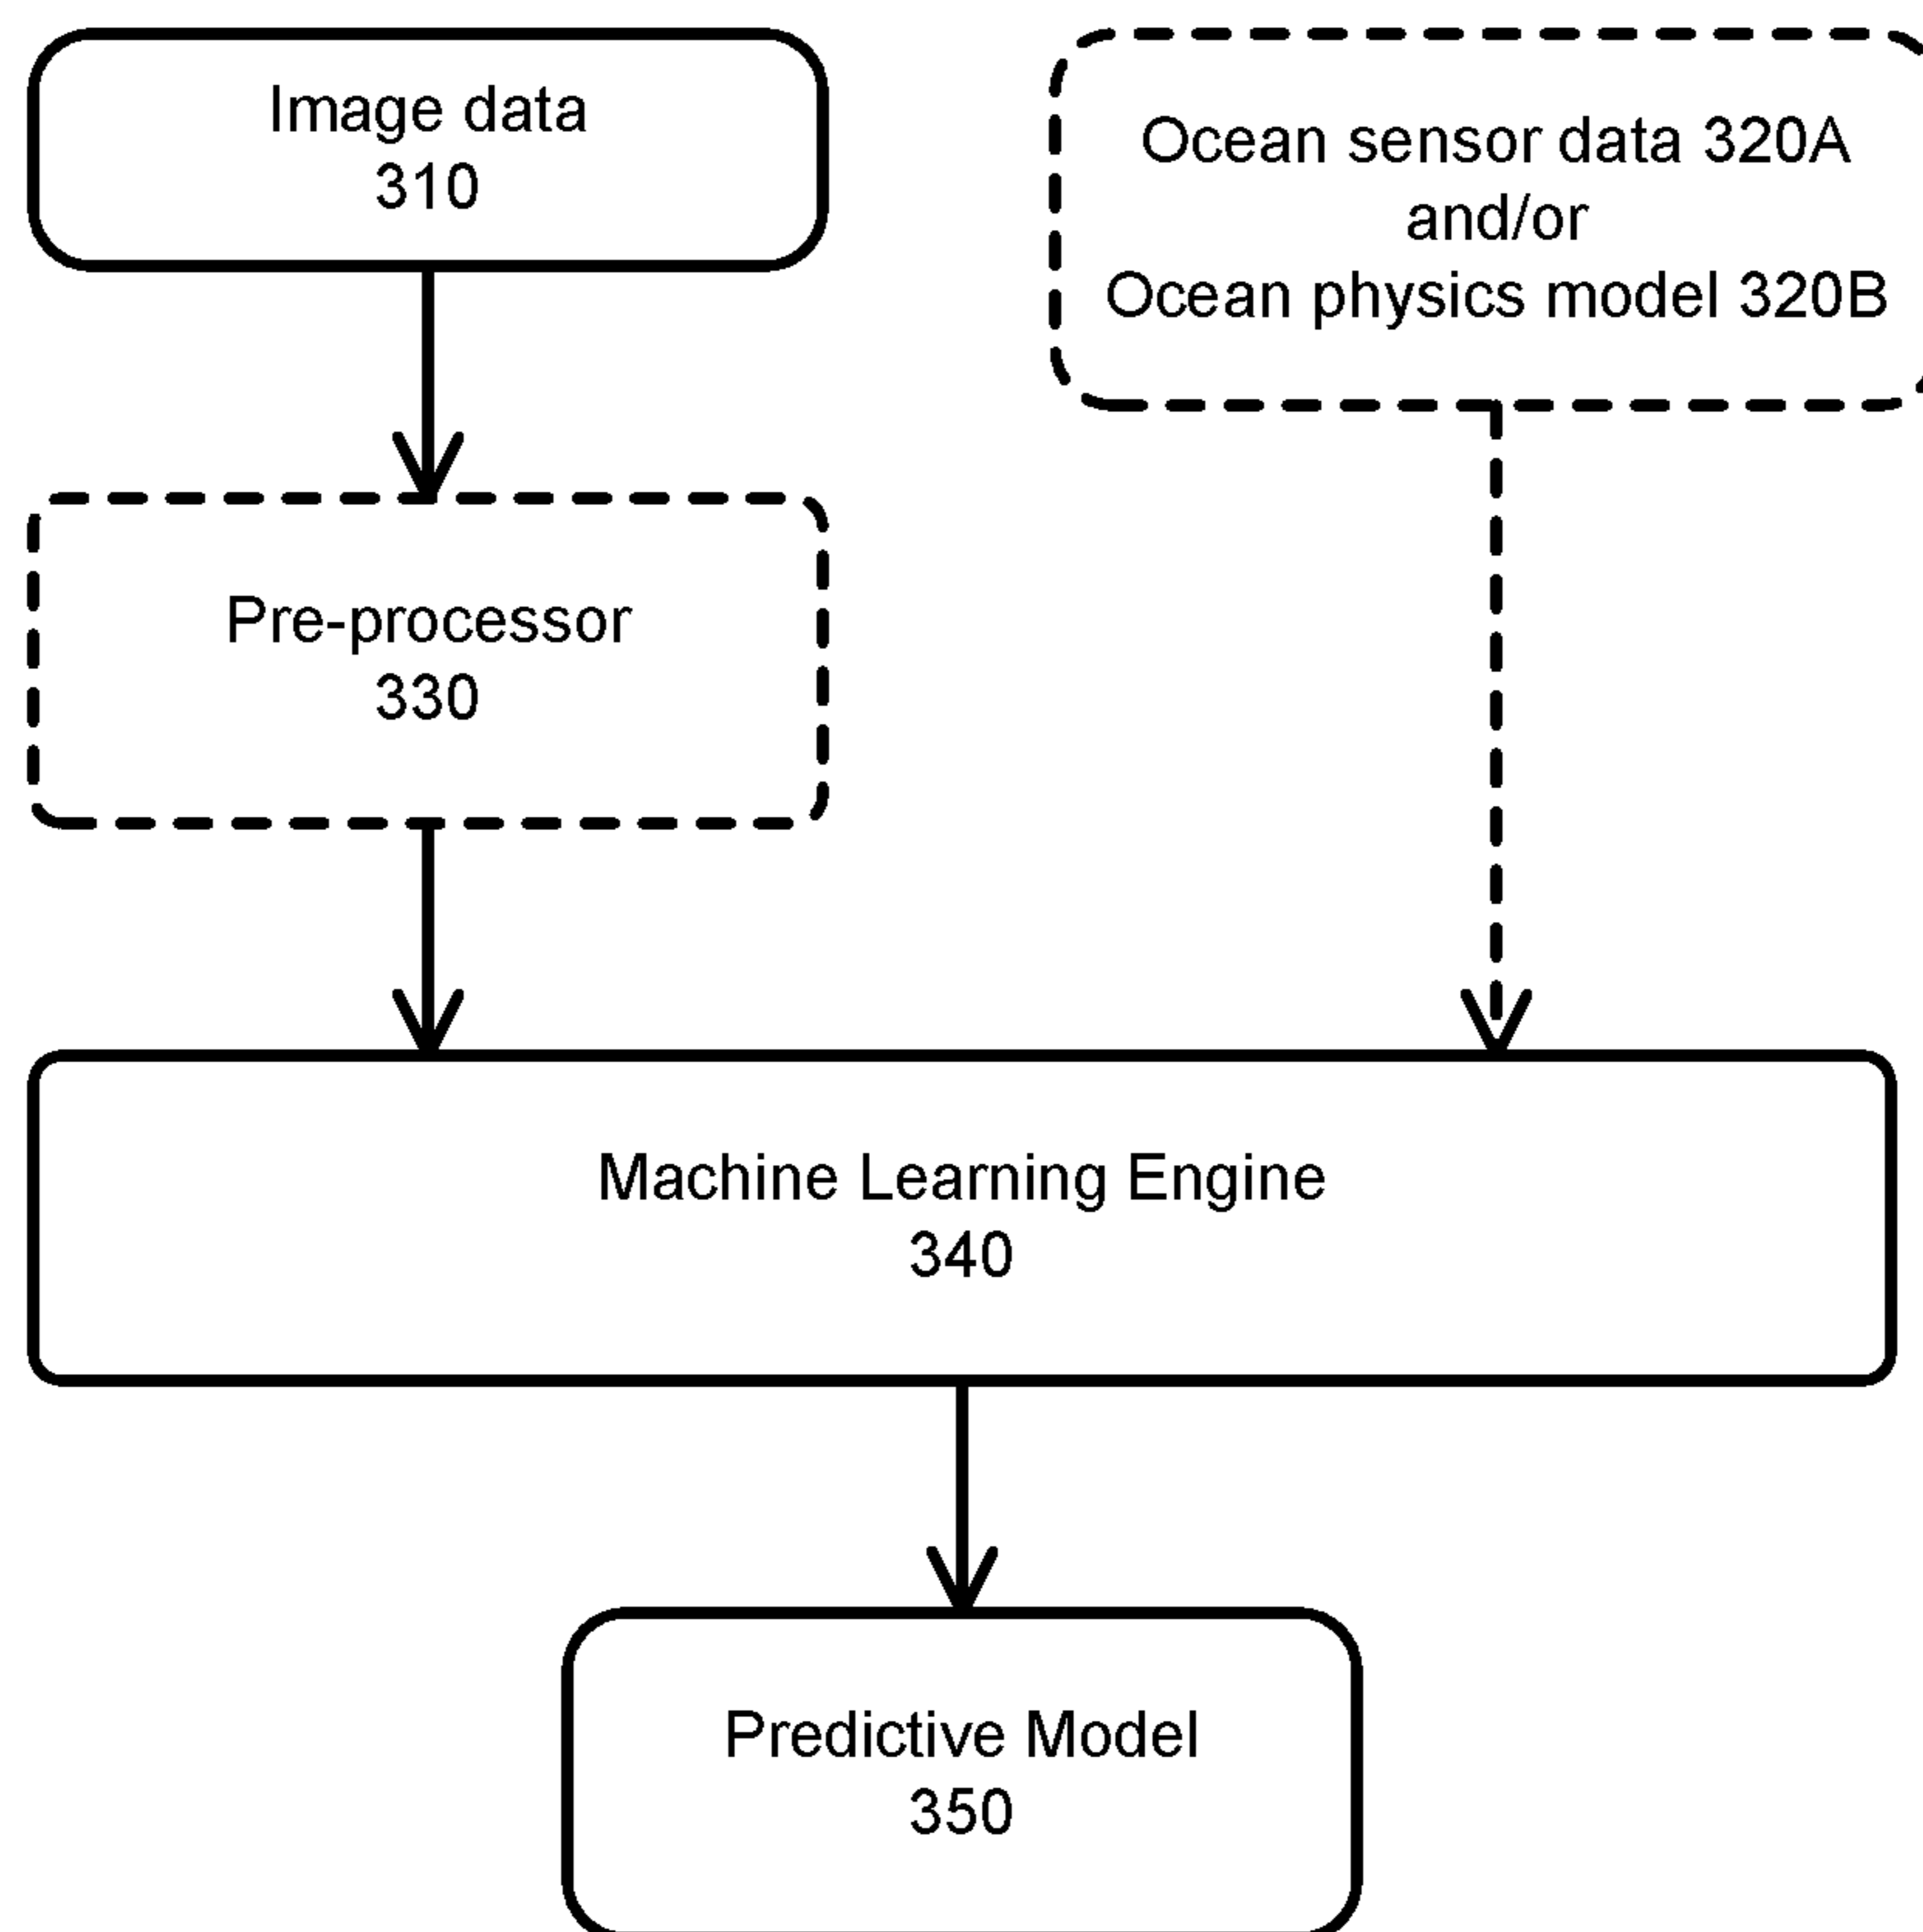 Image data
310
Ocean sensor data 320A
and/or
Ocean physics model 320B
Pre-processor
330
Machine Learning Engine
340
Predictive Model
350